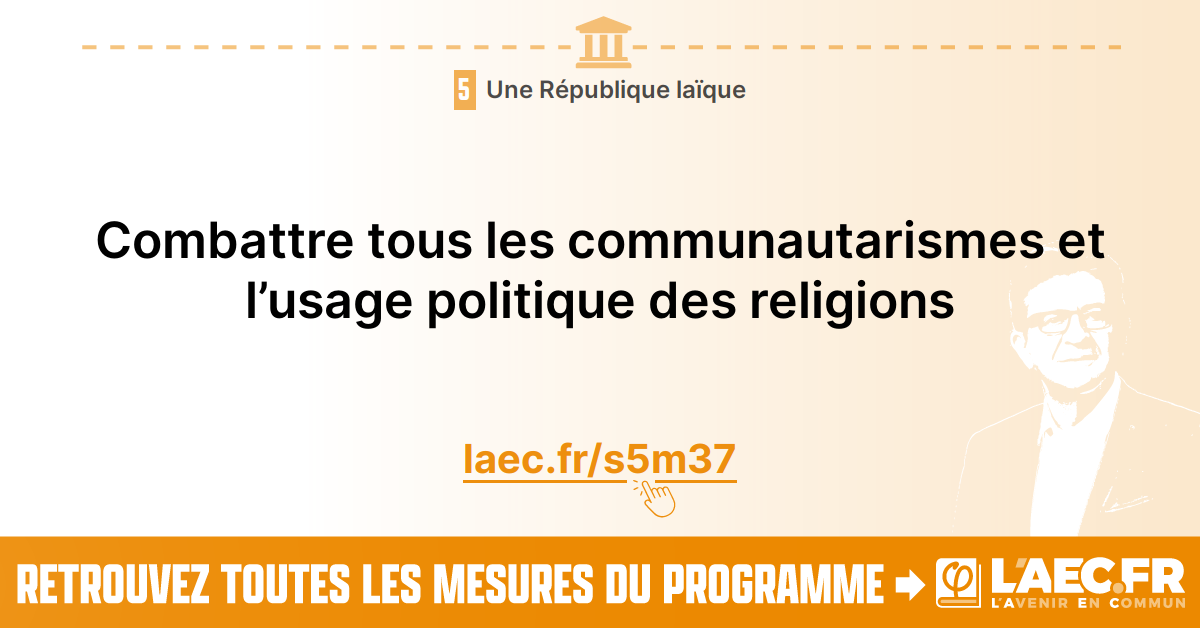 5 Une République laïque
Combattre tous les communautarismes et
l’usage politique des religions
laec.fr/s5m37
RETROUVEZ TOUTES LES MESURES DU PROGRAMME
φ L'AEC.FR
L'AVENIR EN COMMUN